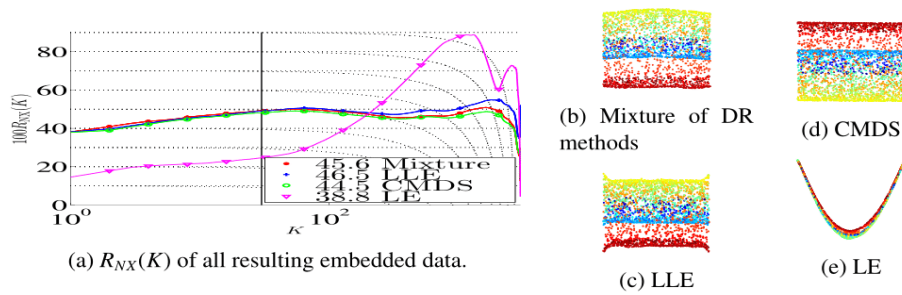 80
60
40
20
0
100R_NX(K)
45.6 Mixture
46.5 LLE
44.5 CMDS
38.8 LE
10^0
10^2
K
(a) R_NX(K) of all resulting embedded data.
(b) Mixture of DR
methods
(c) LLE
(d) CMDS
(e) LE